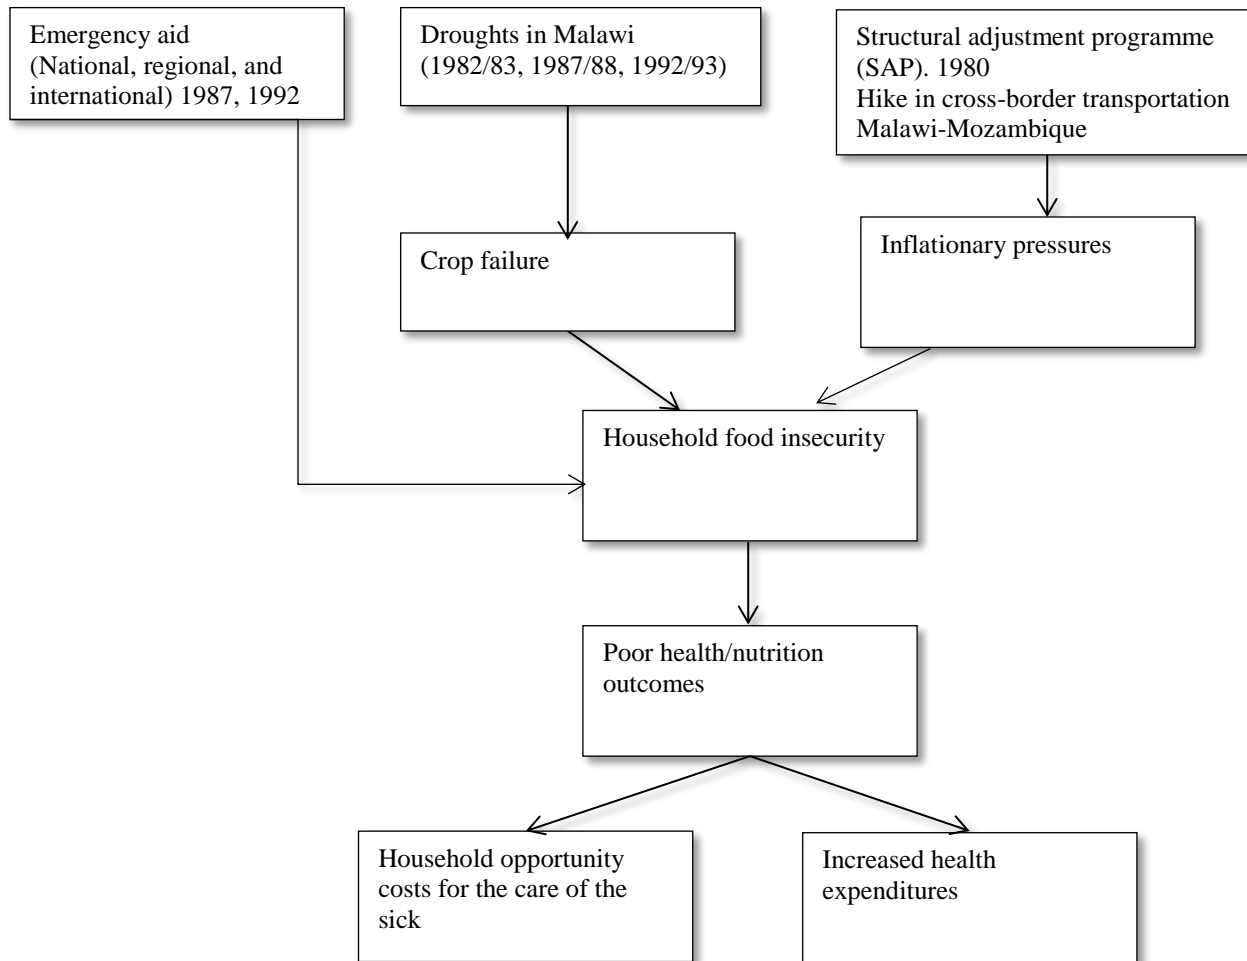 Emergency aid
(National, regional, and
international) 1987, 1992
Droughts in Malawi
(1982/83, 1987/88, 1992/93)
Structural adjustment programme
(SAP). 1980
Hike in cross-border transportation
Malawi-Mozambique
Crop failure
Inflationary pressures
Household food insecurity
Poor health/nutrition
outcomes
Household opportunity
costs for the care of the
sick
Increased health
expenditures